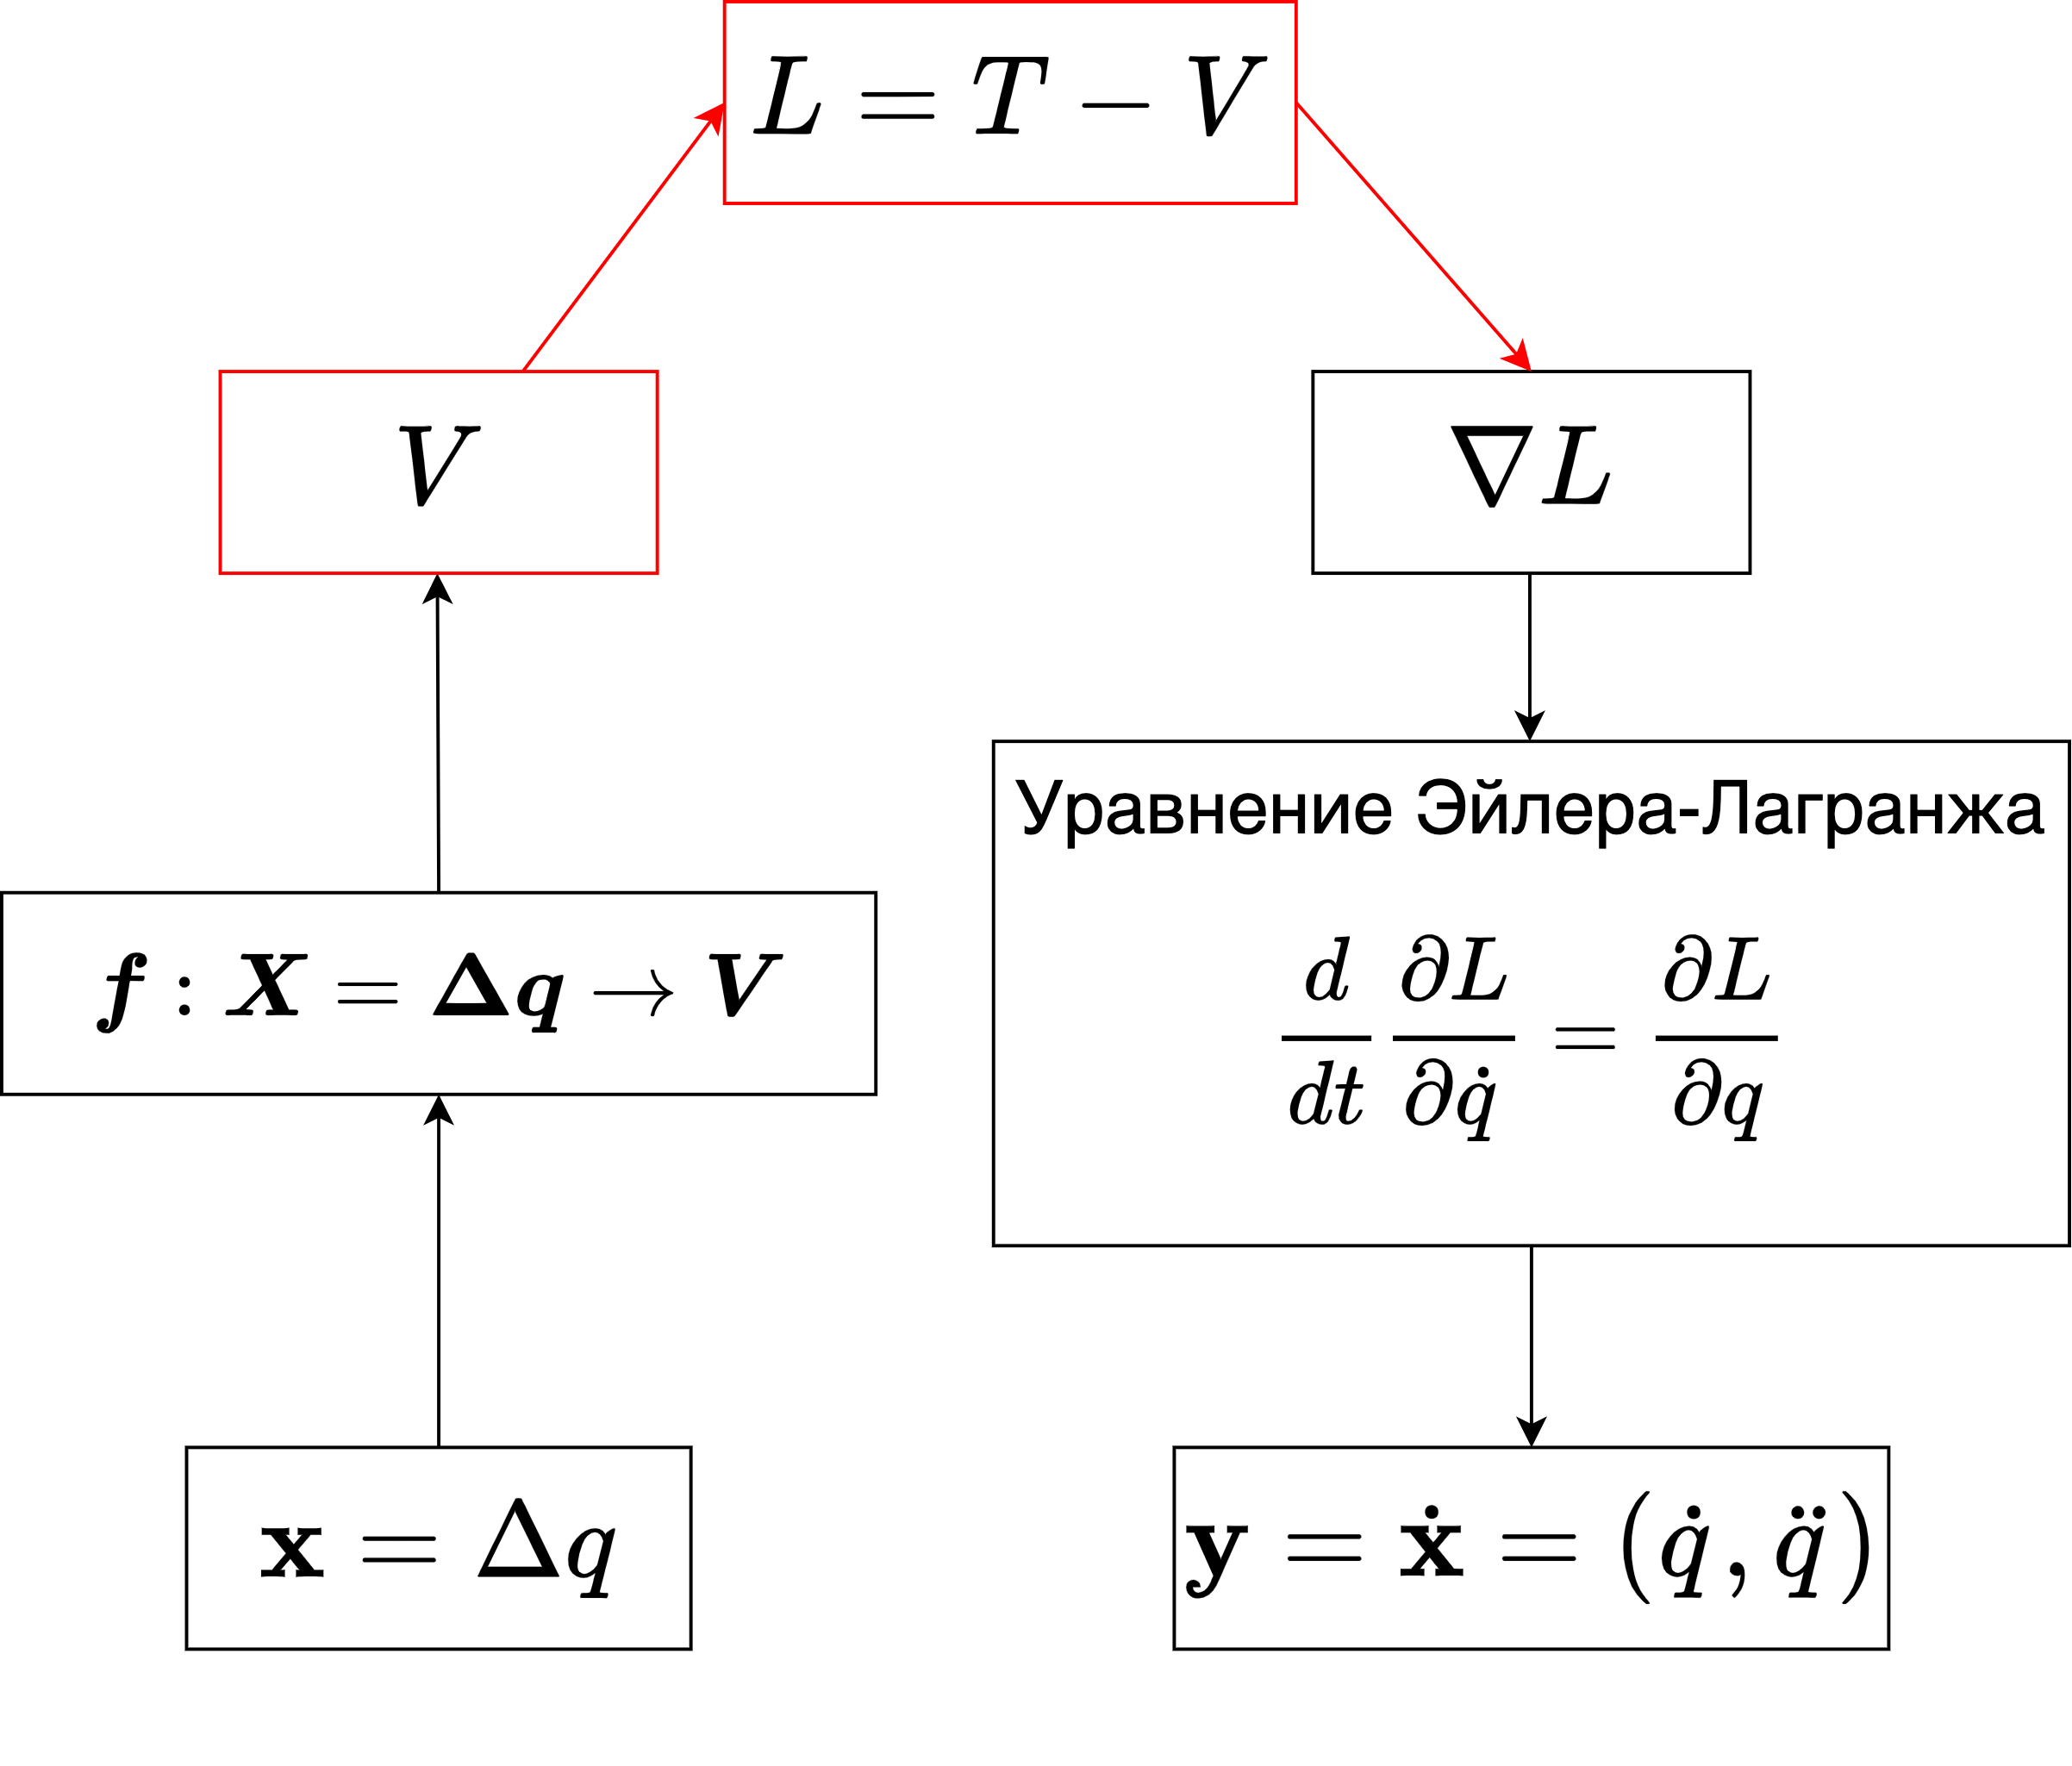 L = T − V
V
∇L
Уравнение Эйлера-Лагранжа
d/dt ∂L/∂q̇ = ∂L/∂q
f : X = Δq → V
x = Δq
y = ẋ = (q̇, q̈)